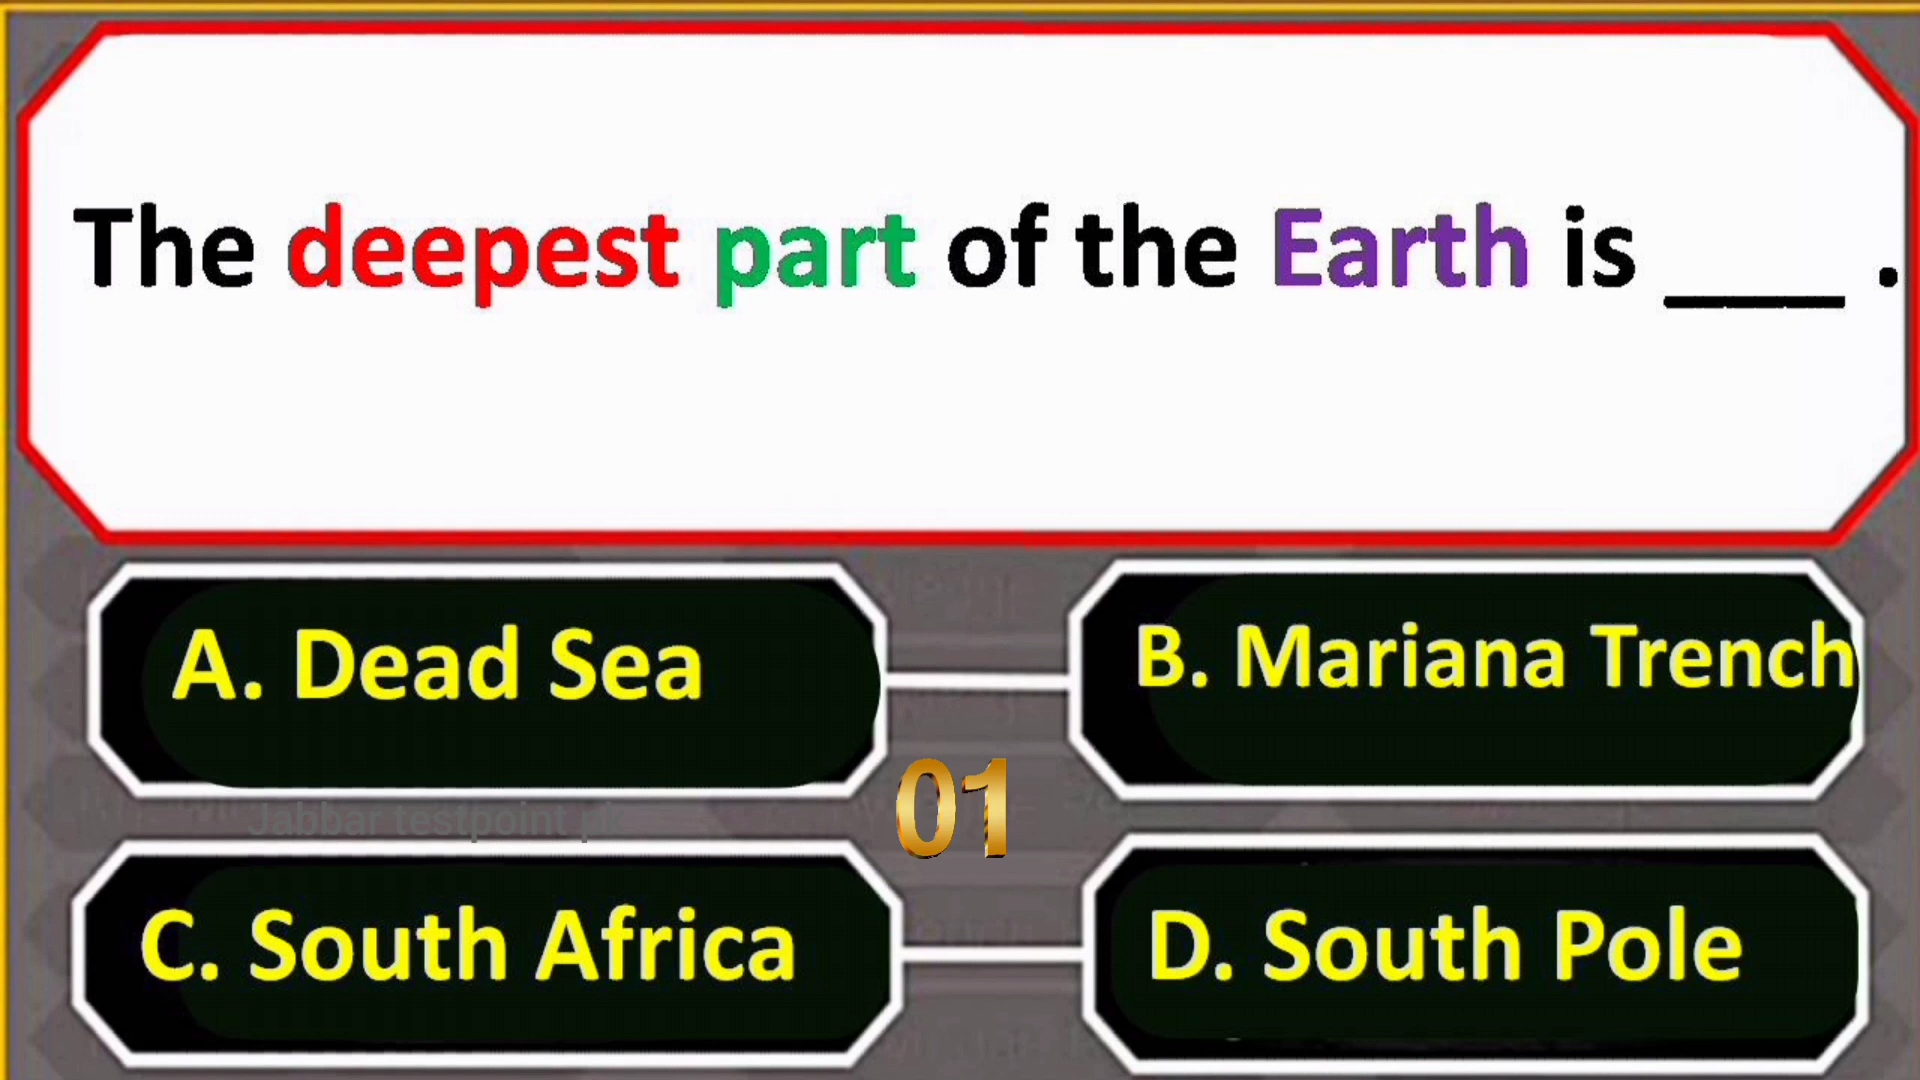 The deepest part of the Earth is ___ .
A. Dead Sea
B. Mariana Trench
01
Jabbar testpoint pk
C. South Africa
D. South Pole